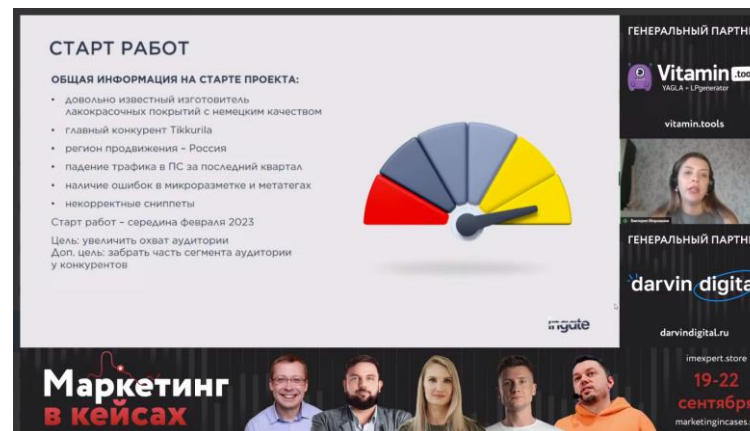 СТАРТ РАБОТ
ОБЩАЯ ИНФОРМАЦИЯ НА СТАРТЕ ПРОЕКТА:
• довольно известный изготовитель
лакокрасочных покрытий с немецким качеством
• главный конкурент Tikkurila
• регион продвижения – Россия
• падение трафика в ПС за последний квартал
• наличие ошибок в микроразметке и метатегах
• некорректные сниппеты
Старт работ – середина февраля 2023
Цель: увеличить охват аудитории
Доп. цель: забрать часть сегмента аудитории
у конкурентов
ingate
ГЕНЕРАЛЬНЫЙ ПАРТН
Vitamin .too
YAGLA + LPgenerator
vitamin.tools
ГЕНЕРАЛЬНЫЙ ПАРТН
darvin digita
darvindigital.ru
Маркетинг
в кейсах
imexpert.store
19-22
сентября
marketingincases.